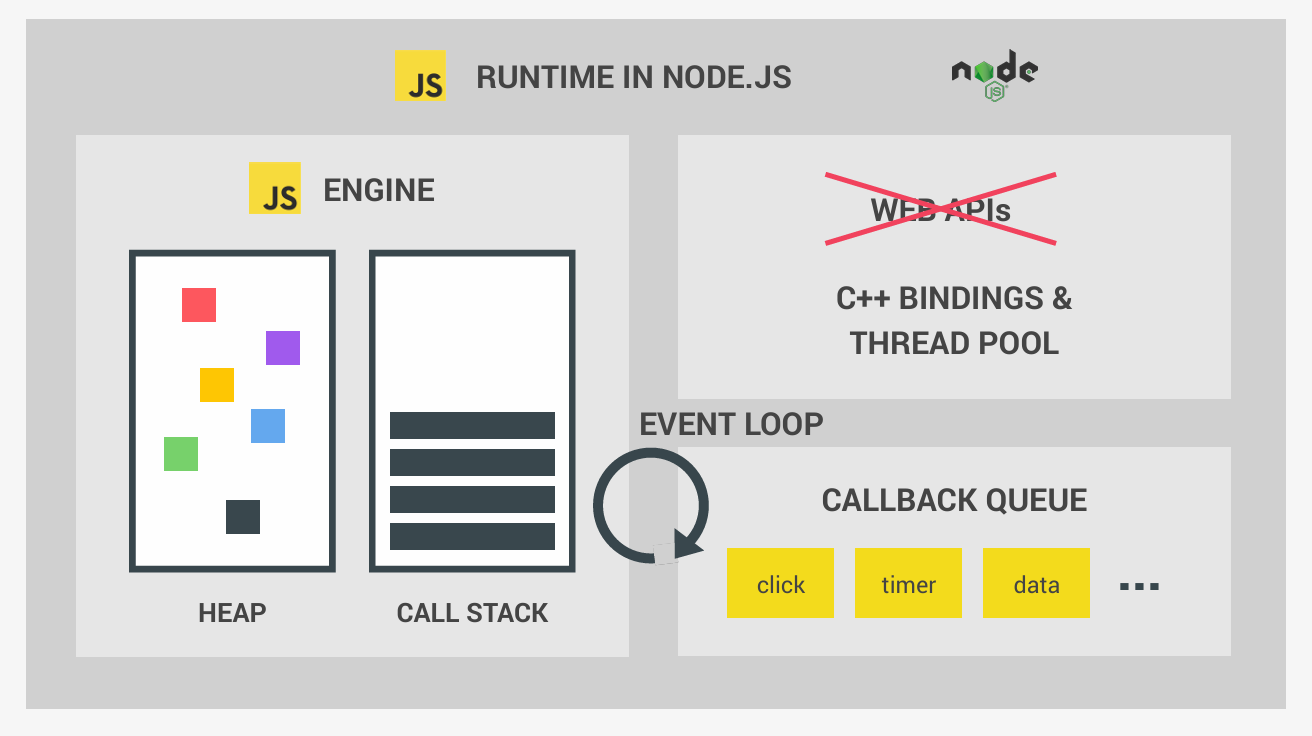 JS RUNTIME IN NODE.JS
node
JS
JS ENGINE
HEAP
CALL STACK
WEB APIs
C++ BINDINGS &
THREAD POOL
EVENT LOOP
CALLBACK QUEUE
click timer data ...